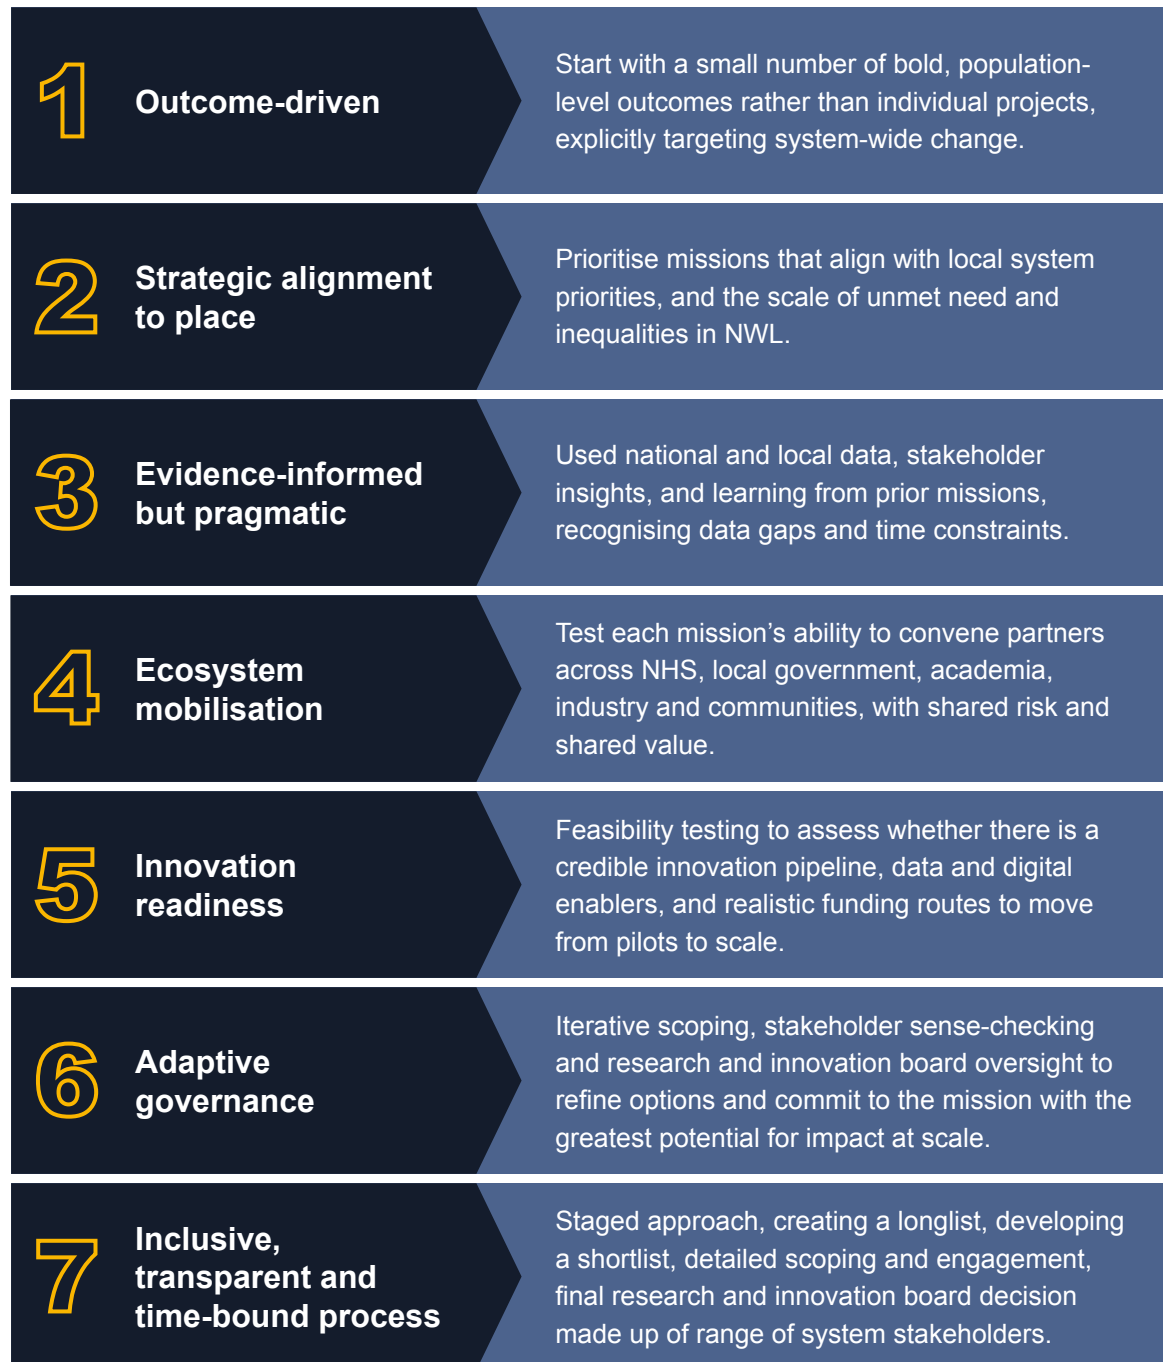 1
Outcome-driven
Start with a small number of bold, population-
level outcomes rather than individual projects,
explicitly targeting system-wide change.
2
Strategic alignment
to place
Prioritise missions that align with local system
priorities, and the scale of unmet need and
inequalities in NWL.
3
Evidence-informed
but pragmatic
Used national and local data, stakeholder
insights, and learning from prior missions,
recognising data gaps and time constraints.
4
Ecosystem
mobilisation
Test each mission’s ability to convene partners
across NHS, local government, academia,
industry and communities, with shared risk and
shared value.
5
Innovation
readiness
Feasibility testing to assess whether there is a
credible innovation pipeline, data and digital
enablers, and realistic funding routes to move
from pilots to scale.
6
Adaptive
governance
Iterative scoping, stakeholder sense-checking
and research and innovation board oversight to
refine options and commit to the mission with the
greatest potential for impact at scale.
7
Inclusive,
transparent and
time-bound process
Staged approach, creating a longlist, developing
a shortlist, detailed scoping and engagement,
final research and innovation board decision
made up of range of system stakeholders.